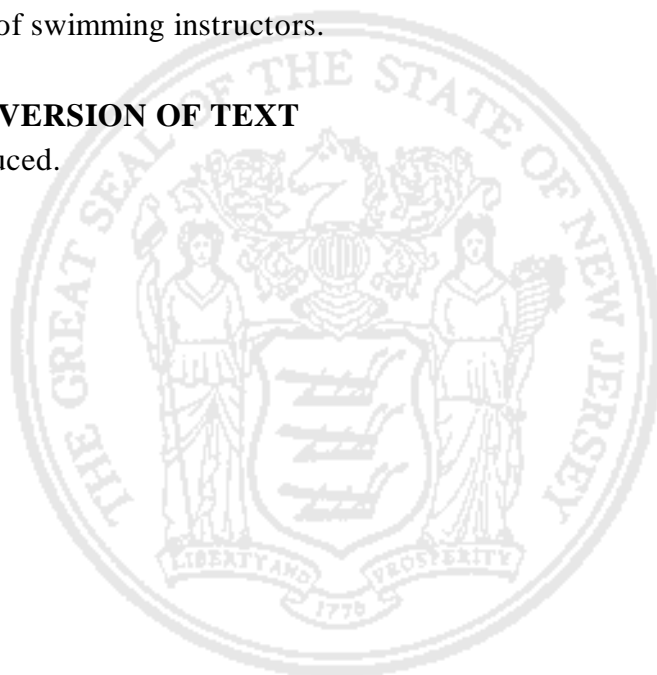 of swimming instructors.
VERSION OF TEXT
uced.
THE GREAT SEAL OF THE STATE OF NEW JERSEY
LIBERTY AND PROSPERITY
1776